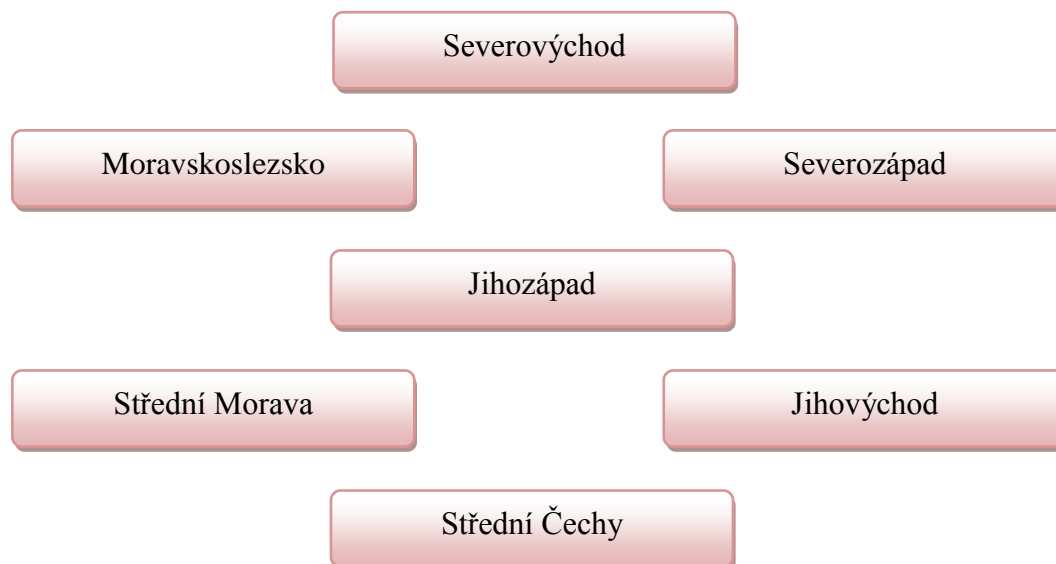 Severovýchod
Moravskoslezsko
Severozápad
Jihozápad
Střední Morava
Jihovýchod
Střední Čechy